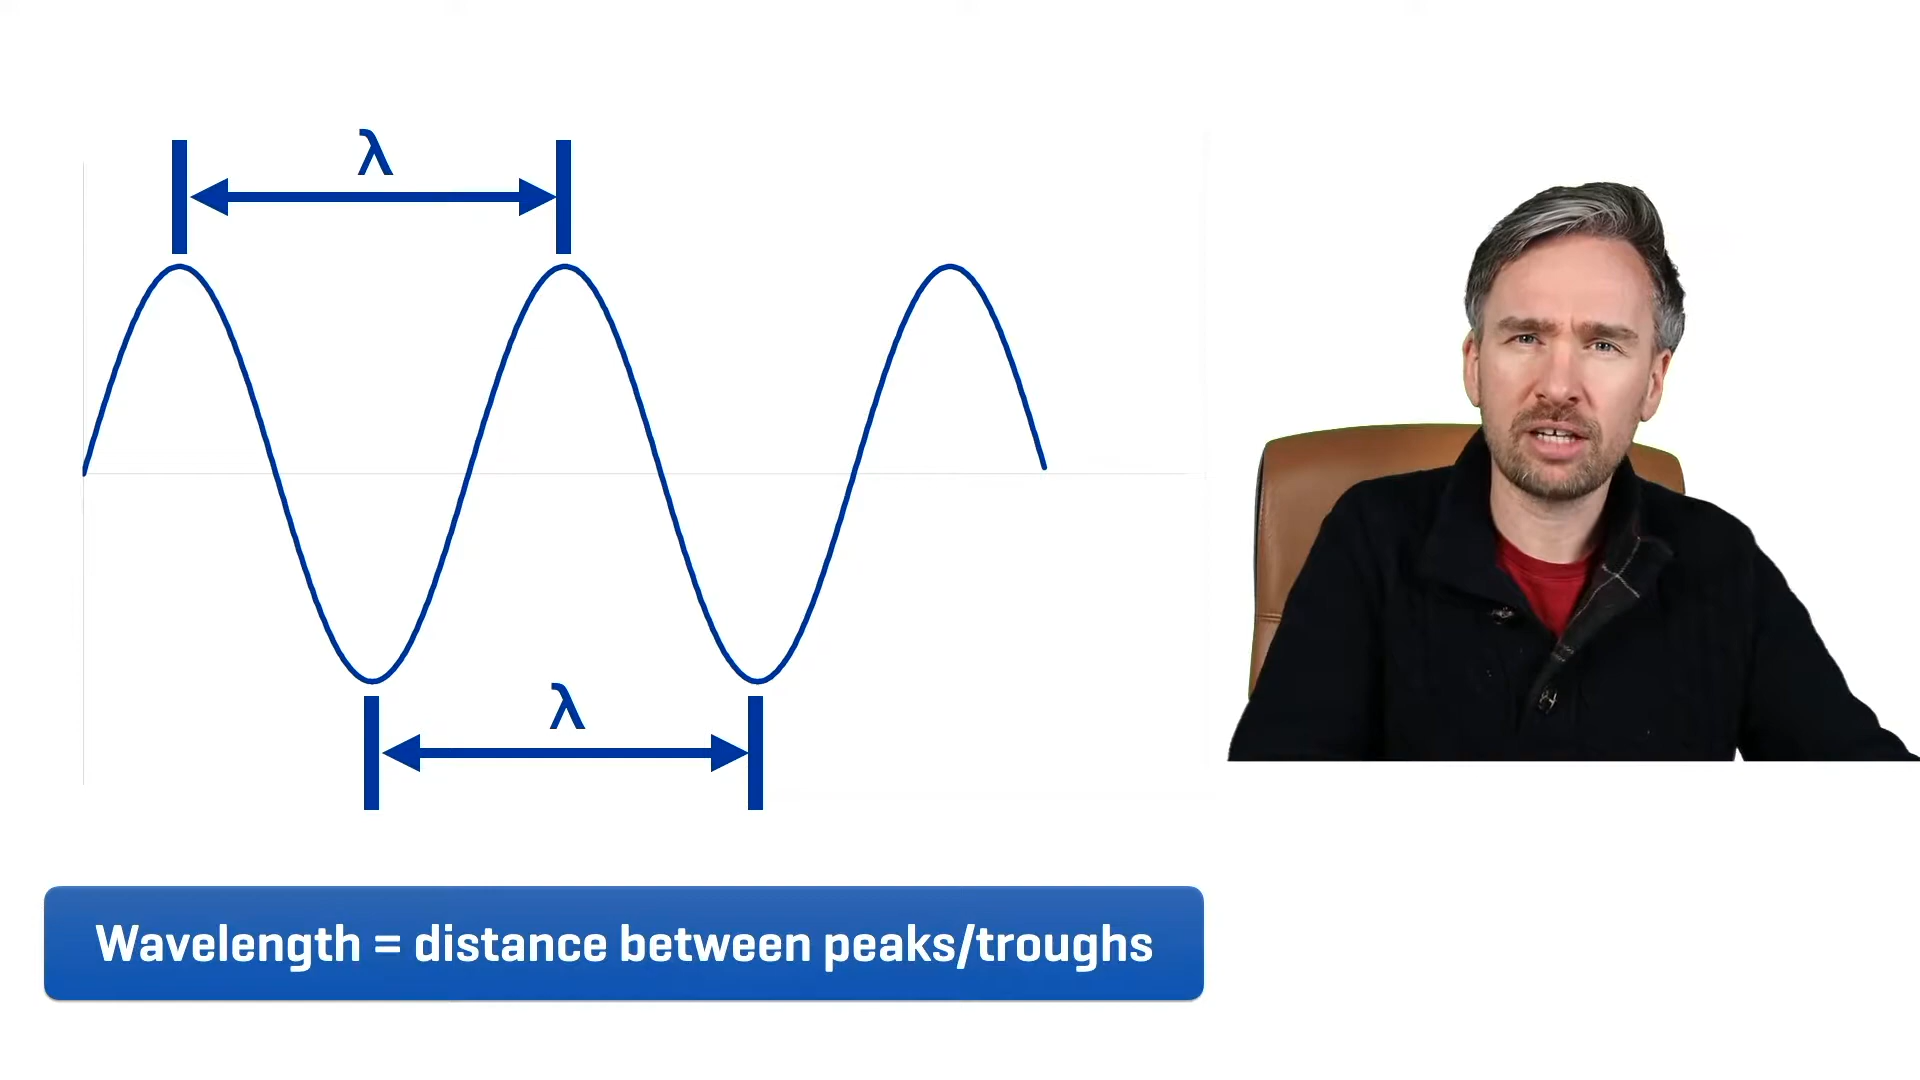 λ
λ
Wavelength = distance between peaks/troughs